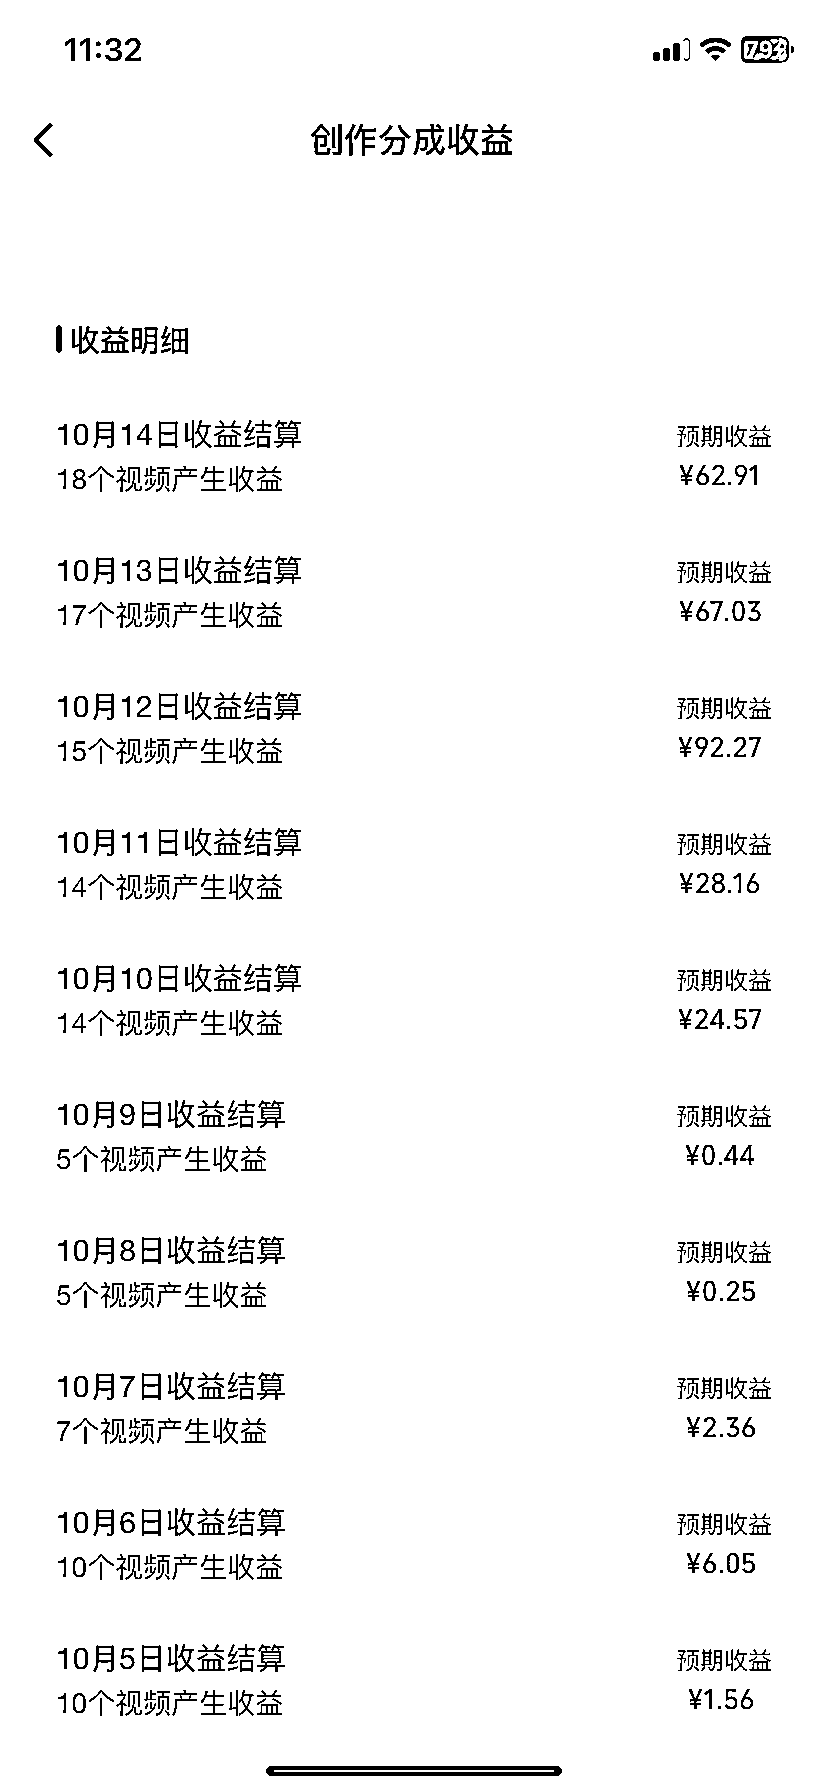 11:32
创作分成收益
收益明细
10月14日收益结算
预期收益
18个视频产生收益
¥62.91
10月13日收益结算
预期收益
17个视频产生收益
¥67.03
10月12日收益结算
预期收益
15个视频产生收益
¥92.27
10月11日收益结算
预期收益
14个视频产生收益
¥28.16
10月10日收益结算
预期收益
14个视频产生收益
¥24.57
10月9日收益结算
预期收益
5个视频产生收益
¥0.44
10月8日收益结算
预期收益
5个视频产生收益
¥0.25
10月7日收益结算
预期收益
7个视频产生收益
¥2.36
10月6日收益结算
预期收益
10个视频产生收益
¥6.05
10月5日收益结算
预期收益
10个视频产生收益
¥1.56